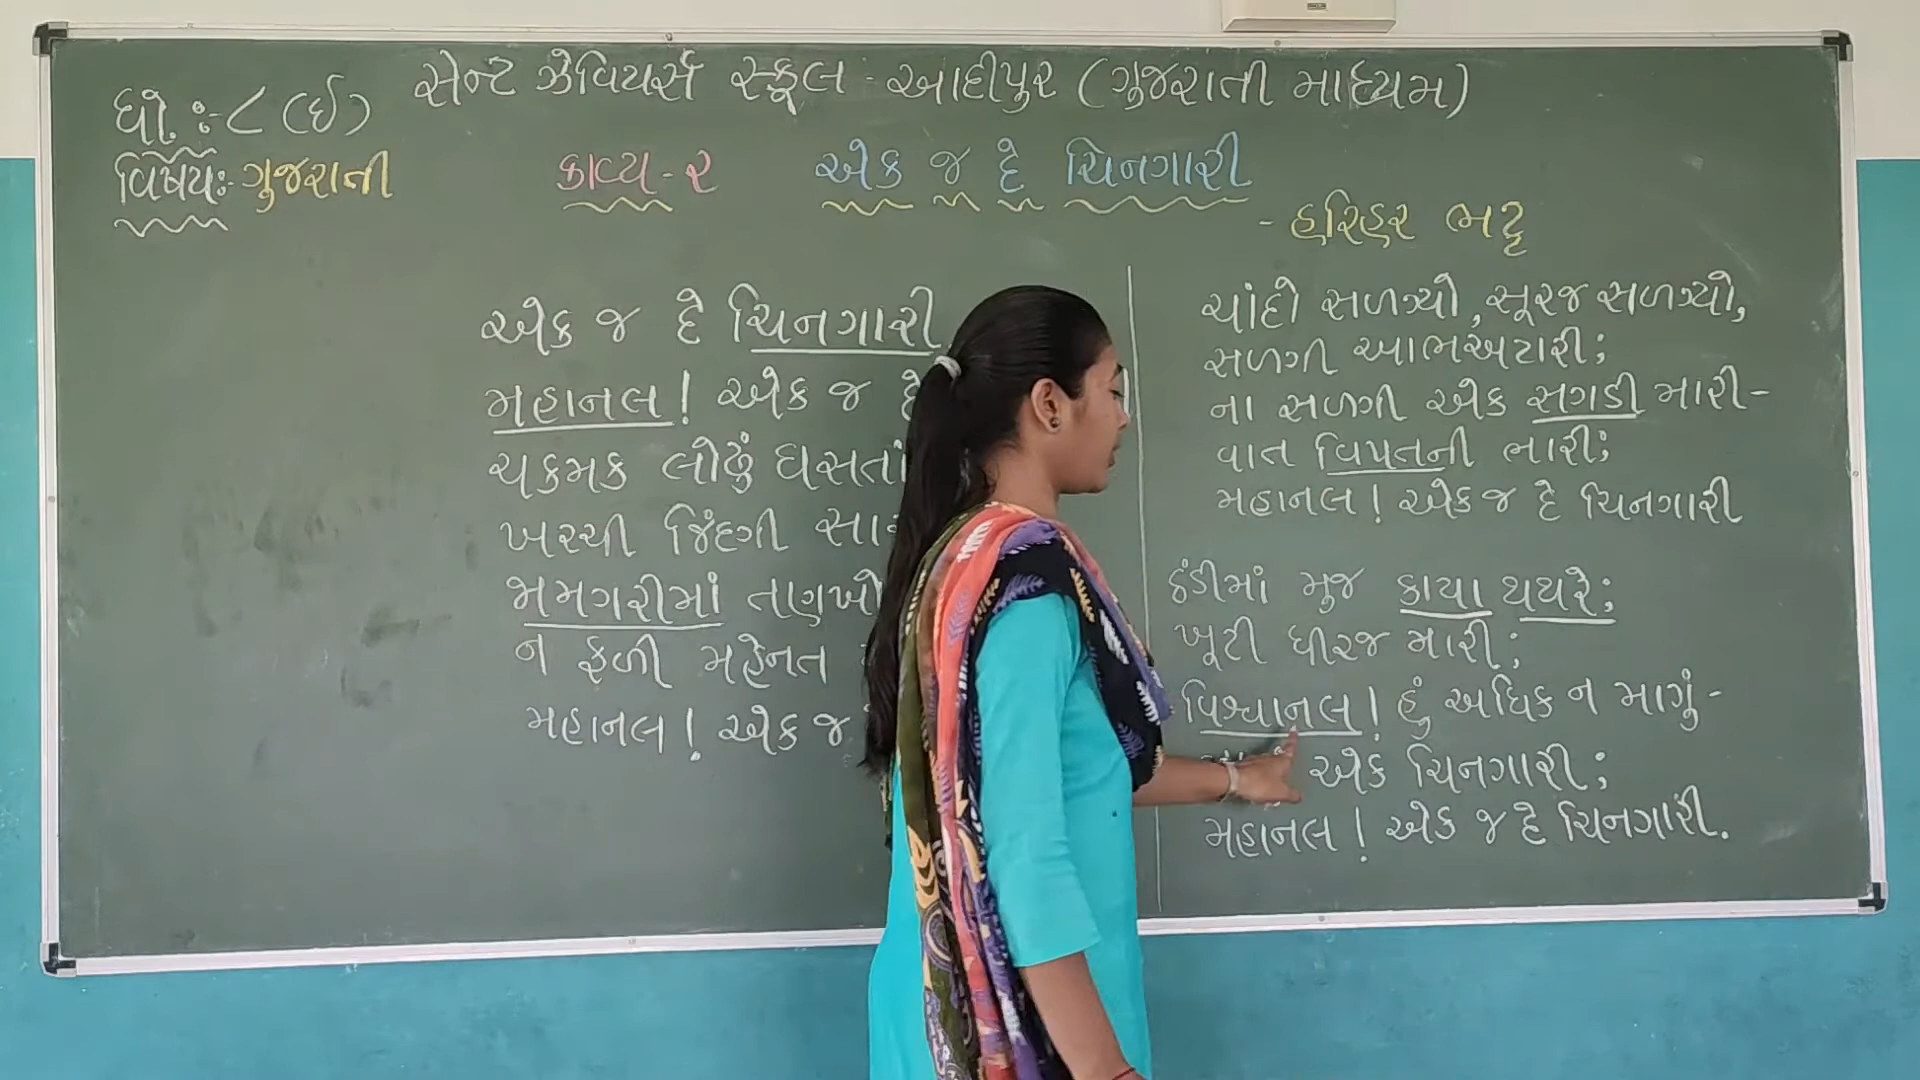 સેન્ટ ઝેવિયર્સ સ્કૂલ - આદીપુર (ગુજરાતી માધ્યમ)
ધો. :- ૮ (ઈ)
વિષય:- ગુજરાતી
કાવ્ય - ૨
એક જ દે ચિનગારી
- હરિહર ભટ્ટ
એક જ દે ચિનગારી
મહાનલ! એક જ દે
ચકમક લોઢું ઘસતાં
ખરચી જિંદગી
જામગરીમાં તણખો
ન ફળી મહેનત
મહાનલ! એક જ
ચાંદો સળગ્યો, સૂરજ સળગ્યો,
સળગી આભઅટારી;
ના સળગી એક સગડી મારી-
વાત વિપતની ભારી;
મહાનલ! એક જ દે ચિનગારી
ઠંડીમાં મુજ કાયા થથરે;
ખૂટી ધીરજ મારી;
વિશ્વાનલ! હું અધિક ન માગું-
એક ચિનગારી;
મહાનલ! એક જ દે ચિનગારી.